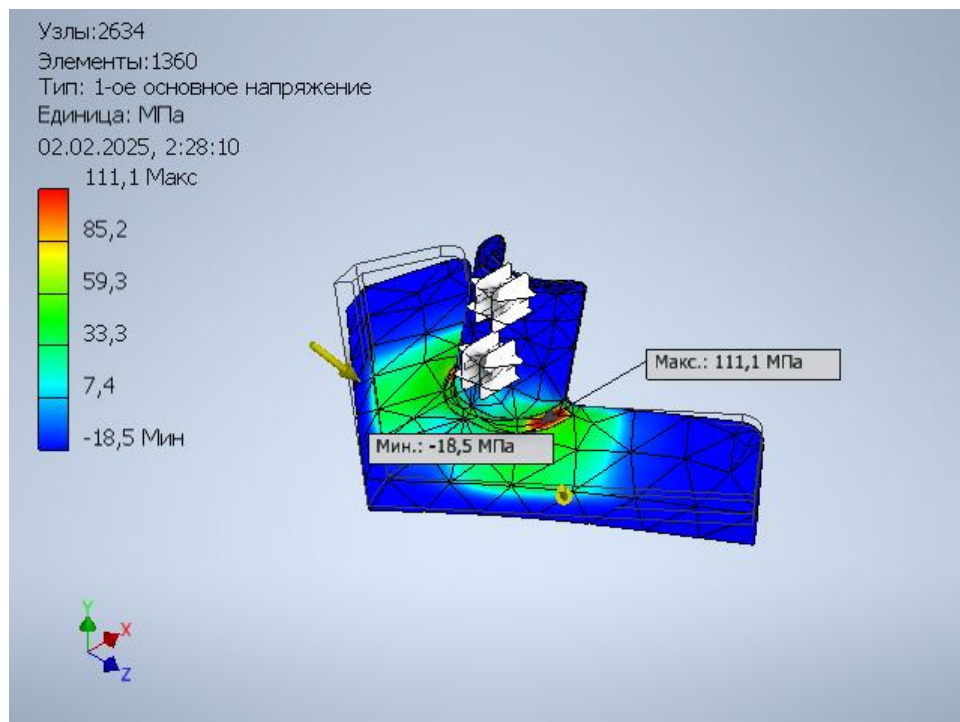 Узлы:2634
Элементы:1360
Тип: 1-ое основное напряжение
Единица: МПа
02.02.2025, 2:28:10
111,1 Макс
85,2
59,3
33,3
7,4
-18,5 Мин
Макс.: 111,1 МПа
Мин.: -18,5 МПа
Y
X
Z